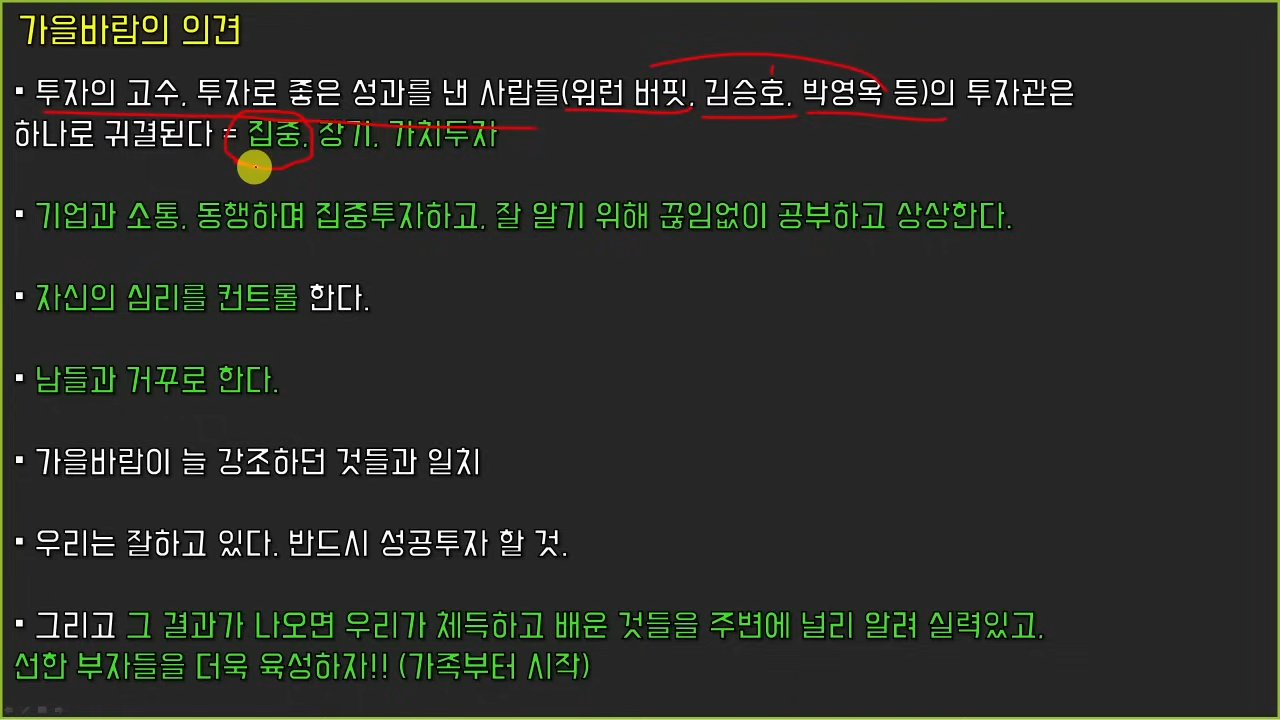 가을바람의 의견
▪ 투자의 고수, 투자로 좋은 성과를 낸 사람들(워런 버핏, 김승호, 박영옥 등)의 투자관은
하나로 귀결된다 = 집중, 장기, 가치투자
▪ 기업과 소통, 동행하며 집중투자하고, 잘 알기 위해 끊임없이 공부하고 상상한다.
▪ 자신의 심리를 컨트롤 한다.
▪ 남들과 거꾸로 한다.
▪ 가을바람이 늘 강조하던 것들과 일치
▪ 우리는 잘하고 있다. 반드시 성공투자 할 것.
▪ 그리고 그 결과가 나오면 우리가 체득하고 배운 것들을 주변에 널리 알려 실력있고,
선한 부자들을 더욱 육성하자!! (가족부터 시작)